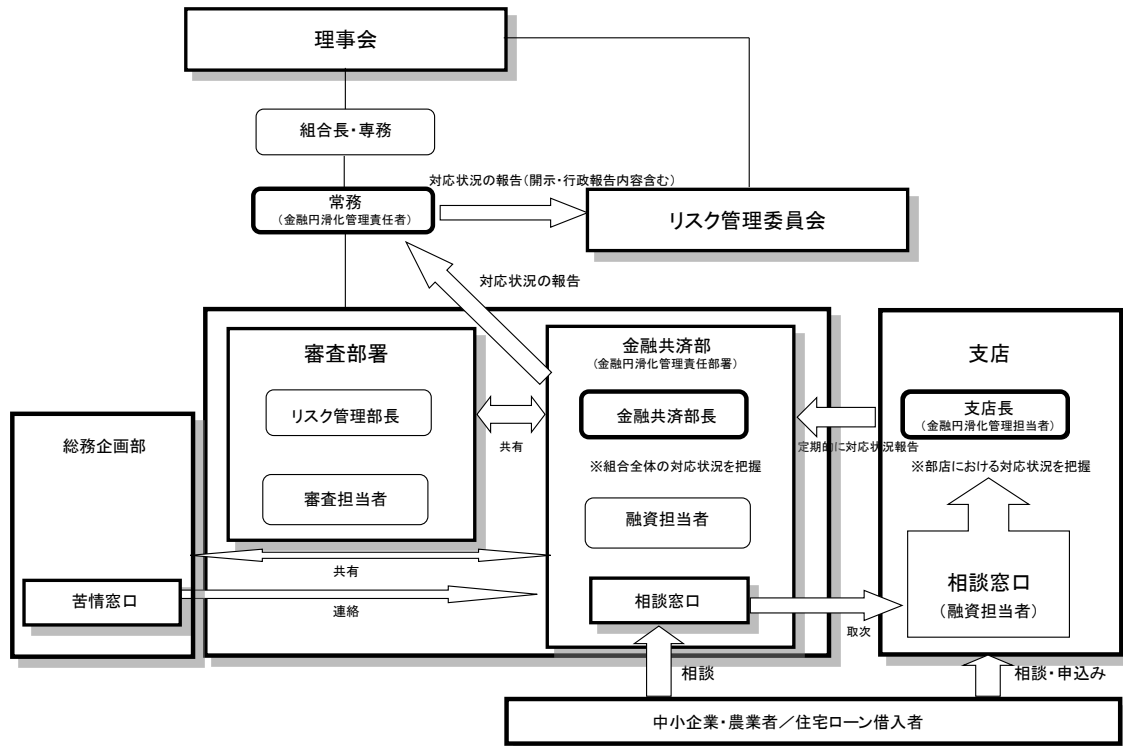 理事会
組合長・専務
対応状況の報告（開示・行政報告内容含む）
常務
（金融円滑化管理責任者）
リスク管理委員会
対応状況の報告
審査部署
リスク管理部長
審査担当者
共有
金融共済部
（金融円滑化管理責任部署）
金融共済部長
※組合全体の対応状況を把握
融資担当者
相談窓口
定期的に対応状況報告
支店
支店長
（金融円滑化管理担当者）
※部店における対応状況を把握
相談窓口
（融資担当者）
総務企画部
苦情窓口
共有
連絡
取次
相談
相談・申込み
中小企業・農業者／住宅ローン借入者